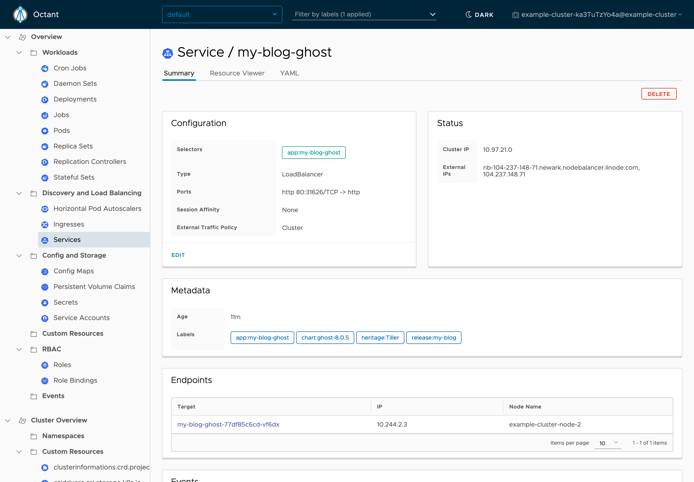 Octant
default
Filter by labels (1 applied)
DARK
example-cluster-ka3TuTzYo4a@example-cluster
Overview
Workloads
Cron Jobs
Daemon Sets
Deployments
Jobs
Pods
Replica Sets
Replication Controllers
Stateful Sets
Discovery and Load Balancing
Horizontal Pod Autoscalers
Ingresses
Services
Config and Storage
Config Maps
Persistent Volume Claims
Secrets
Service Accounts
Custom Resources
RBAC
Roles
Role Bindings
Events
Cluster Overview
Namespaces
Custom Resources
clusterinformations.crd.projec
Service / my-blog-ghost
Summary Resource Viewer YAML
DELETE
Configuration
Selectors app:my-blog-ghost
Type LoadBalancer
Ports http 80:31626/TCP -> http
Session Affinity None
External Traffic Policy Cluster
EDIT
Status
Cluster IP 10.97.21.0
External IPs nb-104-237-148-71.newark.nodebalancer.linode.com,
104.237.148.71
Metadata
Age 11m
Labels app:my-blog-ghost chart:ghost-8.0.5 heritage:Tiller release:my-blog
Endpoints
Target IP Node Name
my-blog-ghost-77df85c6cd-vf6dx 10.244.2.3 example-cluster-node-2
Items per page 10 1 - 1 of 1 items
Events